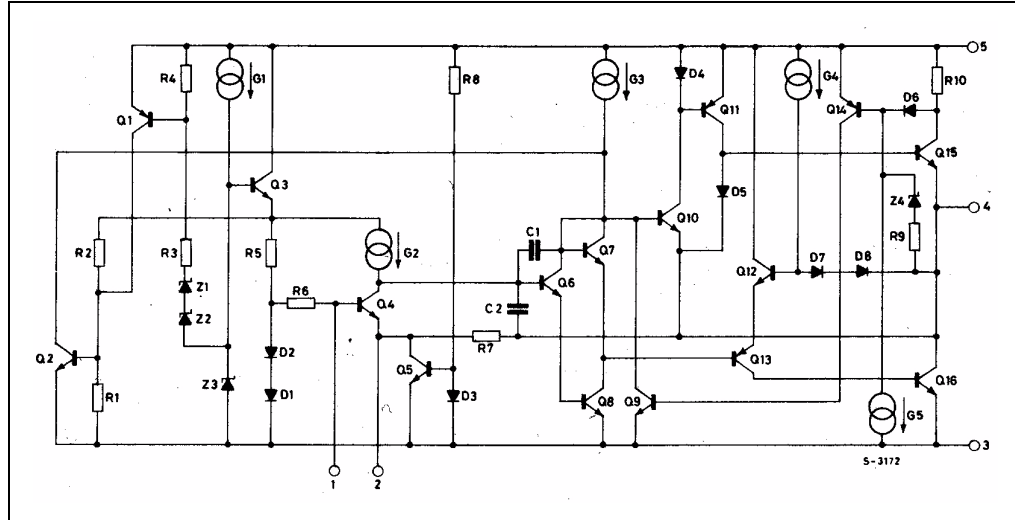 5
R4
G1
R8
G3
D4
G4
R10
D6
Q1
Q11
Q14
Q15
Q3
D5
Z4
4
R2
R3
R5
G2
C1
Q10
R9
Q7
Z1
Q12
D7
D8
R6
Q4
Q6
Z2
C2
Q2
D2
R7
Q13
Q5
Z3
Q16
R1
D1
D3
Q8
Q9
G5
3
S-3172
1
2